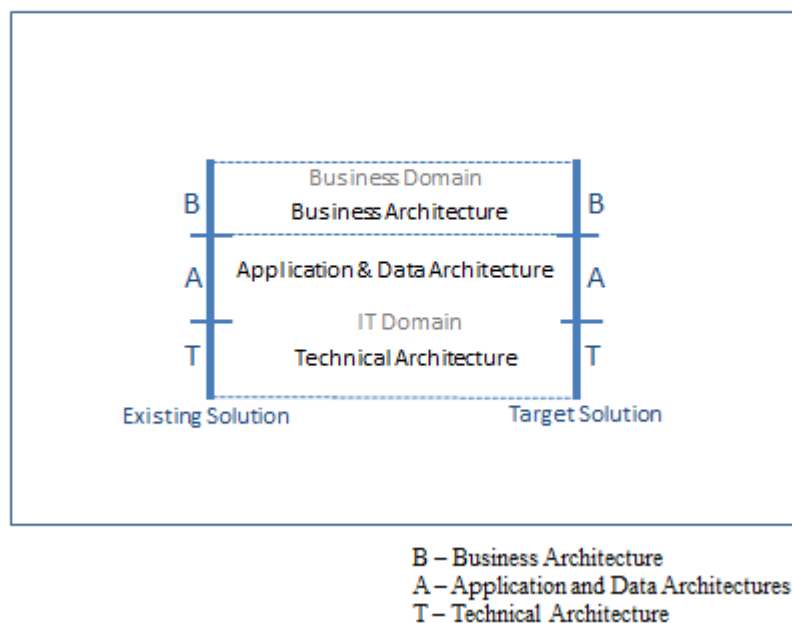 Business Domain
B Business Architecture B
A Application & Data Architecture A
IT Domain
T Technical Architecture T
Existing Solution Target Solution
B – Business Architecture
A – Application and Data Architectures
T – Technical Architecture